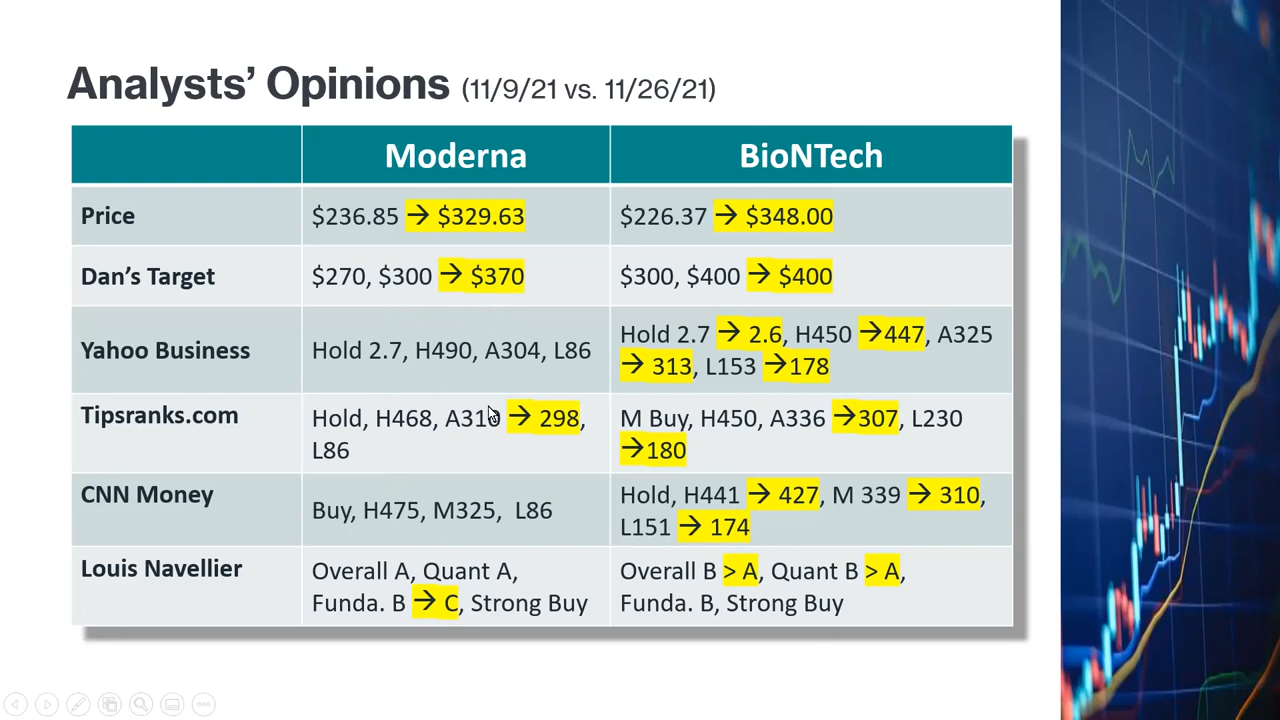 Analysts' Opinions (11/9/21 vs. 11/26/21)
Moderna BioNTech
Price $236.85 → $329.63 $226.37 → $348.00
Dan's Target $270, $300 → $370 $300, $400 → $400
Yahoo Business Hold 2.7, H490, A304, L86 Hold 2.7 → 2.6, H450 →447, A325
→ 313, L153 →178
Tipsranks.com Hold, H468, → 298, M Buy, H450, A336 →307, L230
L86 →180
CNN Money Buy, H475, M325, L86 Hold, H441 → 427, M 339 → 310,
L151 → 174
Louis Navellier Overall A, Quant A, Overall B > A, Quant B > A,
Funda. B → C, Strong Buy Funda. B, Strong Buy